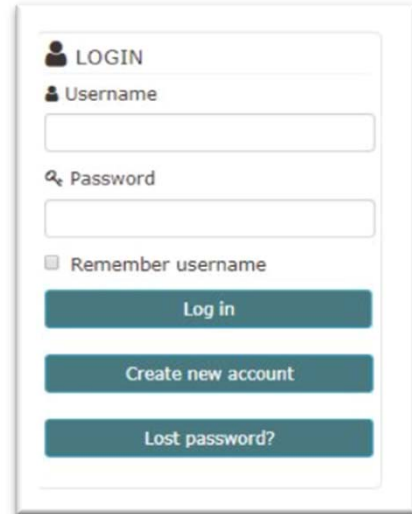 LOGIN
Username
Password
Remember username
Log in
Create new account
Lost password?